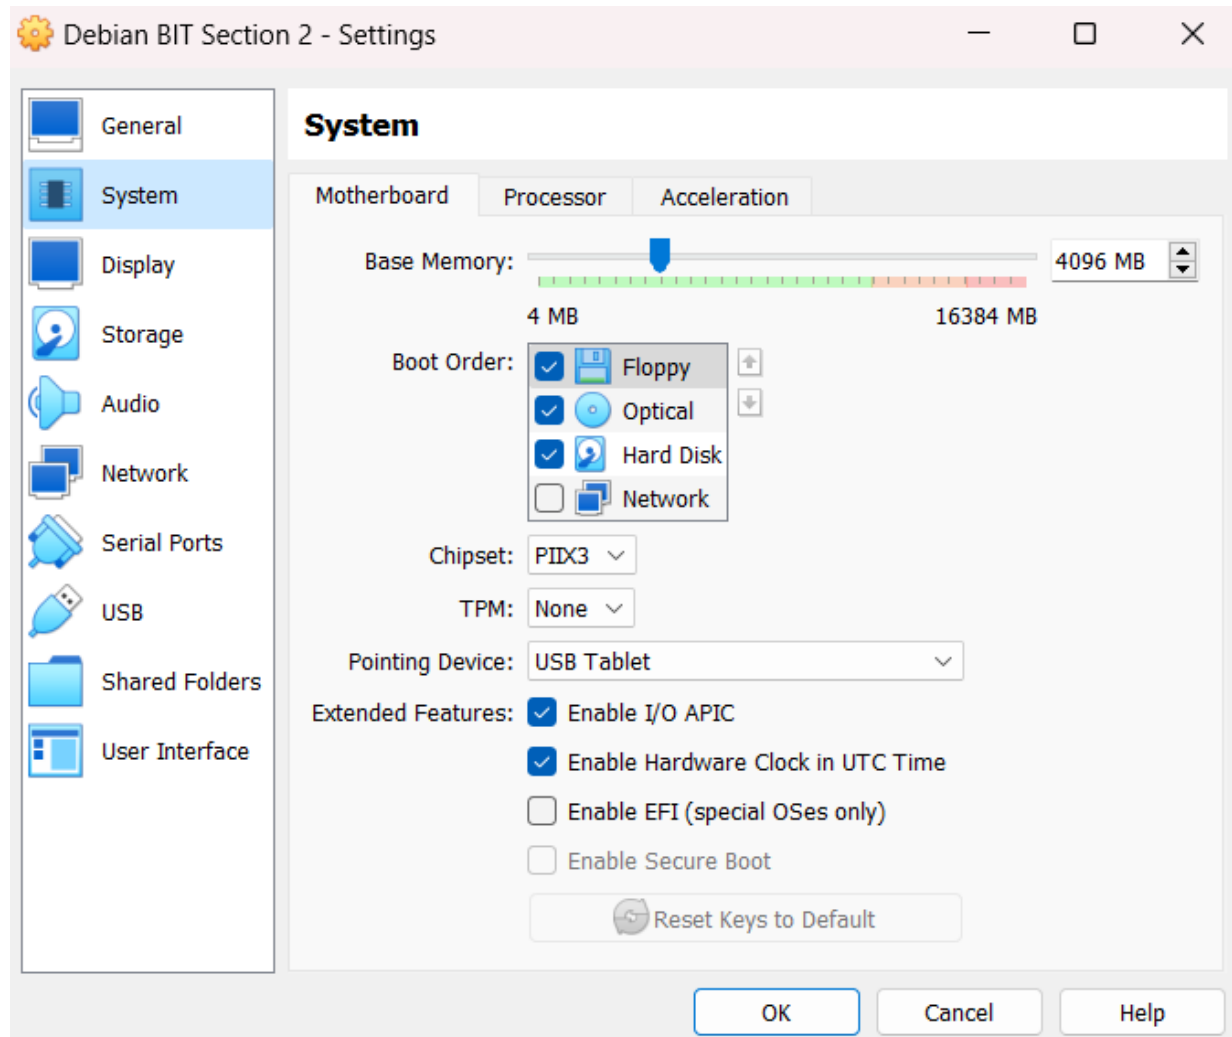 Debian BIT Section 2 - Settings
General
System
Display
Storage
Audio
Network
Serial Ports
USB
Shared Folders
User Interface
System
Motherboard Processor Acceleration
Base Memory: 4096 MB
4 MB 16384 MB
Boot Order: Floppy
Optical
Hard Disk
Network
Chipset: PIIX3
TPM: None
Pointing Device: USB Tablet
Extended Features: Enable I/O APIC
Enable Hardware Clock in UTC Time
Enable EFI (special OSes only)
Enable Secure Boot
Reset Keys to Default
OK Cancel Help